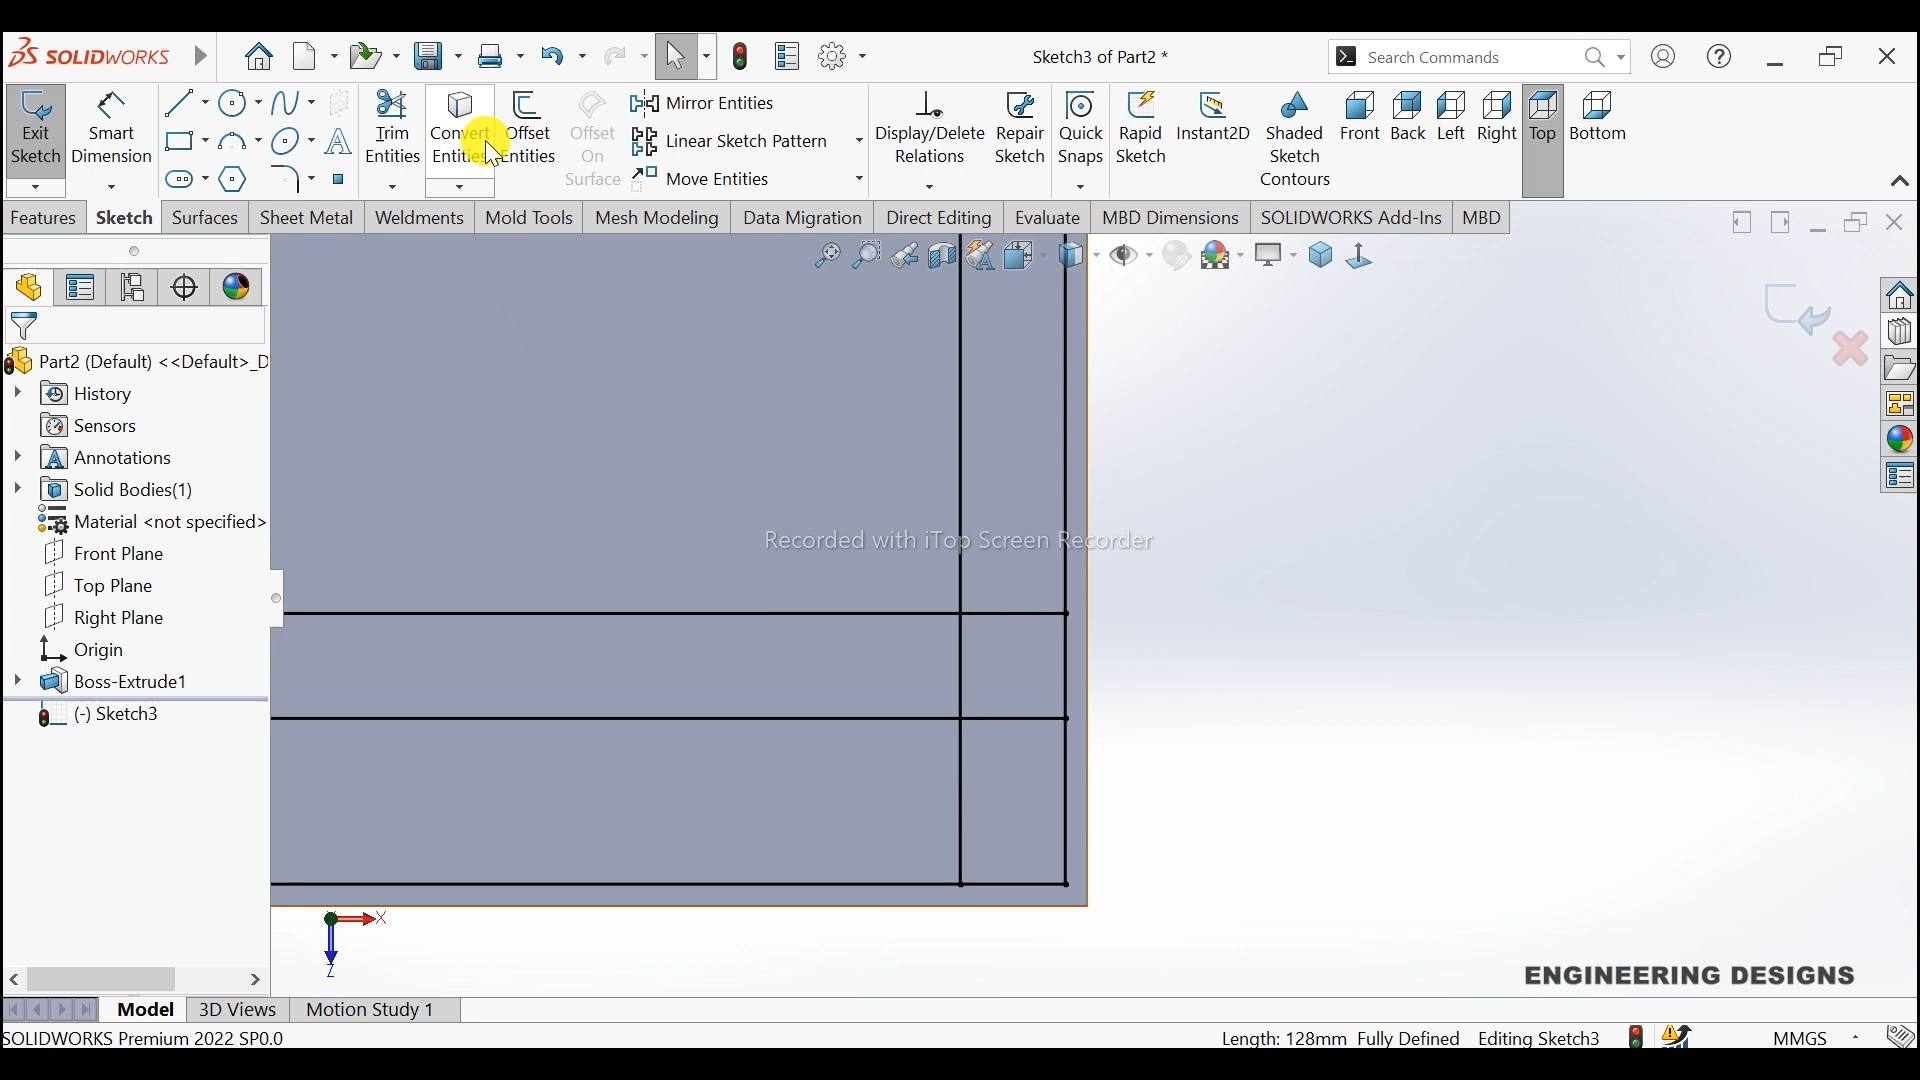 SOLIDWORKS
Sketch3 of Part2 *
Search Commands
Exit Sketch
Smart Dimension
Trim Entities
Convert Entities
Offset Entities
Offset On Surface
Mirror Entities
Linear Sketch Pattern
Move Entities
Display/Delete Relations
Repair Sketch
Quick Snaps
Rapid Sketch
Instant2D
Shaded Sketch Contours
Front
Back
Left
Right
Top
Bottom
Features
Sketch
Surfaces
Sheet Metal
Weldments
Mold Tools
Mesh Modeling
Data Migration
Direct Editing
Evaluate
MBD Dimensions
SOLIDWORKS Add-Ins
MBD
Part2 (Default) <<Default>_D
History
Sensors
Annotations
Solid Bodies(1)
Material <not specified>
Front Plane
Top Plane
Right Plane
Origin
Boss-Extrude1
(-) Sketch3
Recorded with iTop Screen Recorder
X
Z
ENGINEERING DESIGNS
Model
3D Views
Motion Study 1
SOLIDWORKS Premium 2022 SP0.0
Length: 128mm
Fully Defined
Editing Sketch3
MMGS